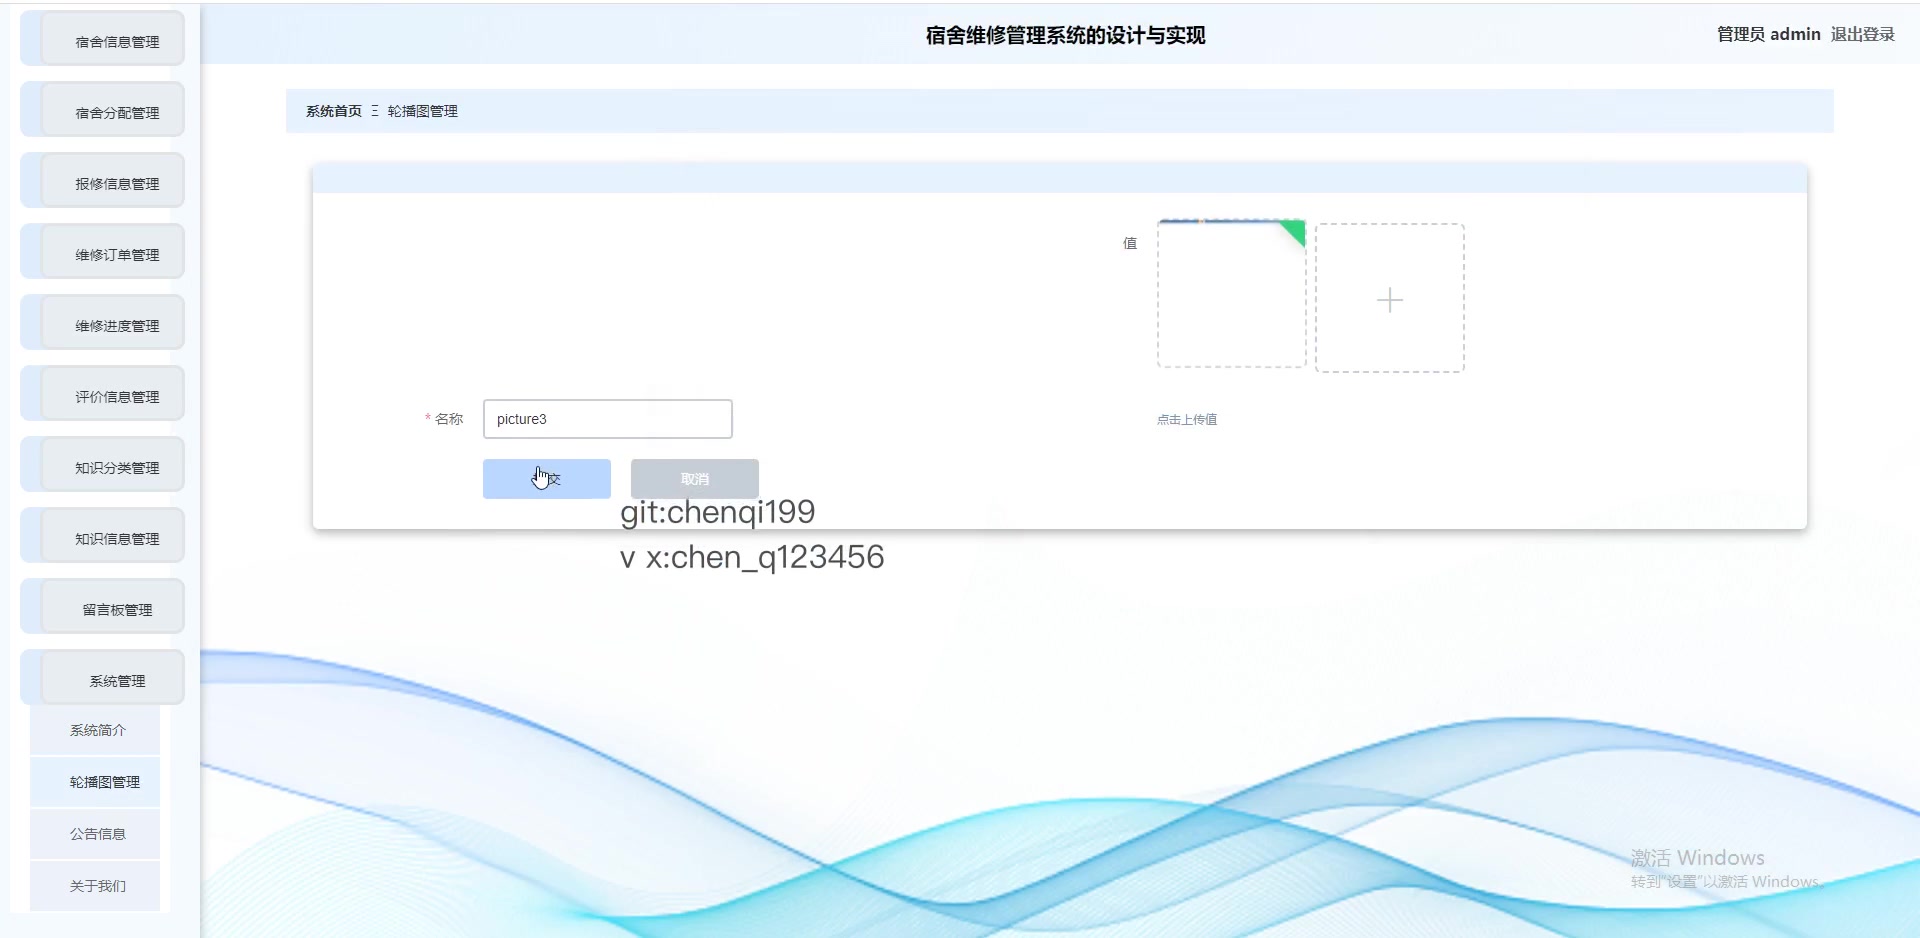 宿舍维修管理系统的设计与实现
管理员 admin 退出登录
宿舍信息管理
宿舍分配管理
报修信息管理
维修订单管理
维修进度管理
评价信息管理
知识分类管理
知识信息管理
留言板管理
系统管理
系统简介
轮播图管理
公告信息
关于我们
系统首页 Ξ 轮播图管理
值
* 名称 picture3
点击上传值
交 取消
git:chenqi199
v x:chen_q123456
激活 Windows
转到"设置"以激活 Windows。